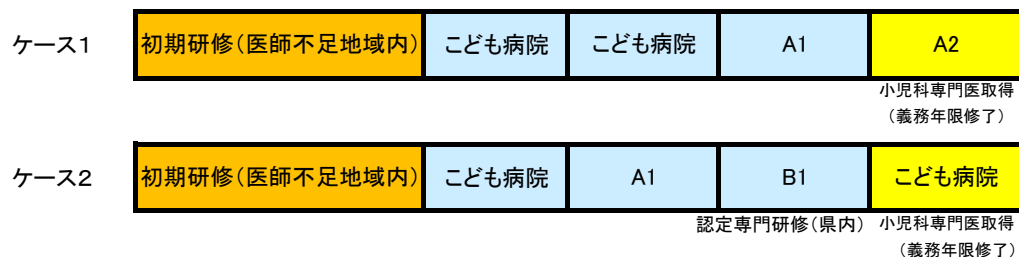 ケース1 初期研修(医師不足地域内) こども病院 こども病院 A1 A2
小児科専門医取得
(義務年限修了)
ケース2 初期研修(医師不足地域内) こども病院 A1 B1 こども病院
認定専門研修(県内) 小児科専門医取得
(義務年限修了)